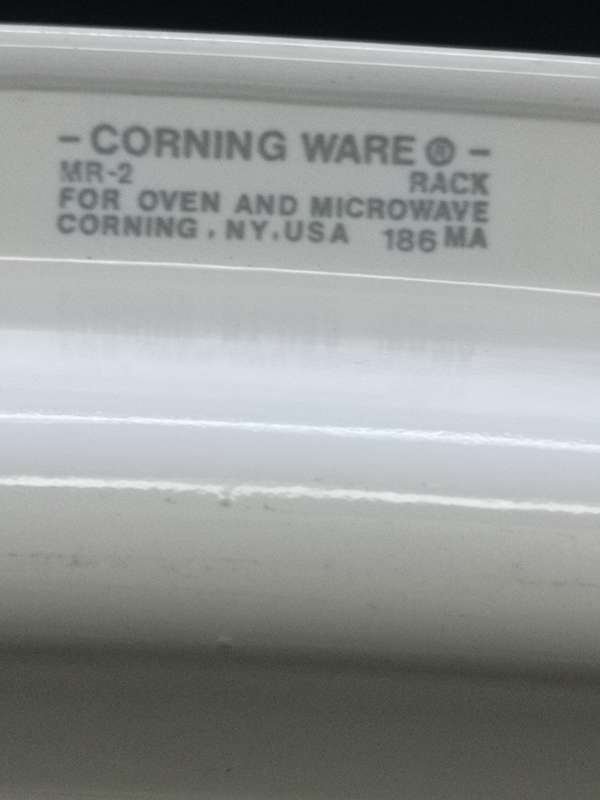 - CORNING WARE ® -
MR-2 RACK
FOR OVEN AND MICROWAVE
CORNING, NY, USA 186 MA